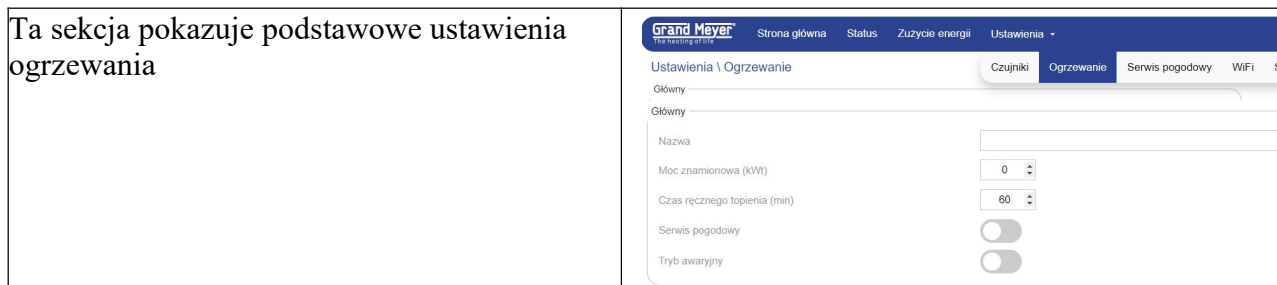 Ta sekcja pokazuje podstawowe ustawienia
ogrzewania
Grand Meyer
The heating of life
Strona główna Status Zużycie energii Ustawienia
Ustawienia \ Ogrzewanie
Czujniki Ogrzewanie Serwis pogodowy WiFi
Główny
Główny
Nazwa
Moc znamionowa (kWt) 0
Czas ręcznego topienia (min) 60
Serwis pogodowy
Tryb awaryjny